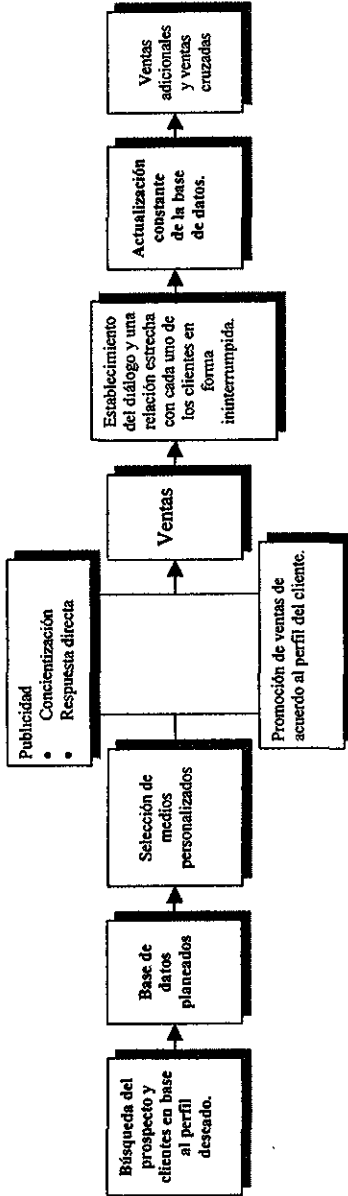 Búsqueda del
prospecto y
clientes en base
al perfil
deseado.
Base de
datos
planeados
Selección de
medios
personalizados
Publicidad
• Concientización
• Respuesta directa
Promoción de ventas de
acuerdo al perfil del cliente.
Ventas
Establecimiento
del diálogo y una
relación estrecha
con cada uno de
los clientes en
forma
ininterrumpida.
Actualización
constante
de la base
de datos.
Ventas
adicionales
y ventas
cruzadas